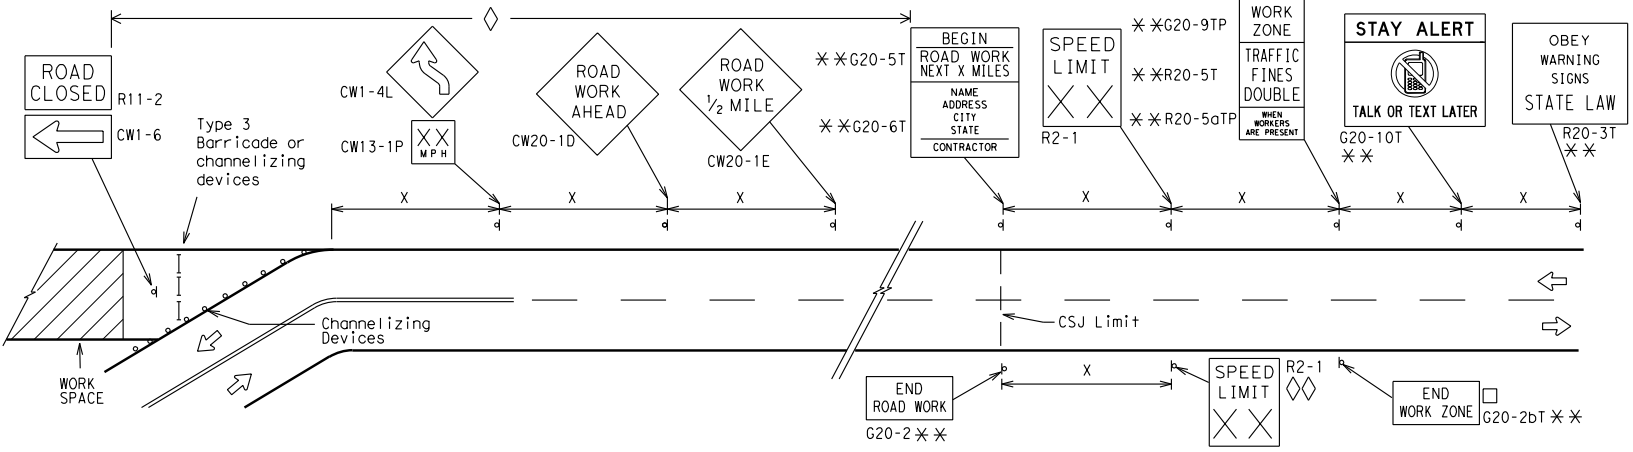 ROAD
CLOSED
R11-2
CW1-6
Type 3
Barricade or
channelizing
devices
CW1-4L
CW13-1P
X X
MPH
ROAD
WORK
AHEAD
CW20-1D
ROAD
WORK
1/2 MILE
CW20-1E
**G20-5T
**G20-6T
BEGIN
ROAD WORK
NEXT X MILES
NAME
ADDRESS
CITY
STATE
CONTRACTOR
SPEED
LIMIT
X X
R2-1
**G20-9TP
**R20-5T
**R20-5aTP
WORK
ZONE
TRAFFIC
FINES
DOUBLE
WHEN
WORKERS
ARE PRESENT
STAY ALERT
TALK OR TEXT LATER
G20-10T
**
OBEY
WARNING
SIGNS
STATE LAW
R20-3T
**
X X X X X X X
Channelizing
Devices
CSJ Limit
WORK
SPACE
END
ROAD WORK
G20-2**
X
SPEED
LIMIT
X X
R2-1
END
WORK ZONE
G20-2bT **